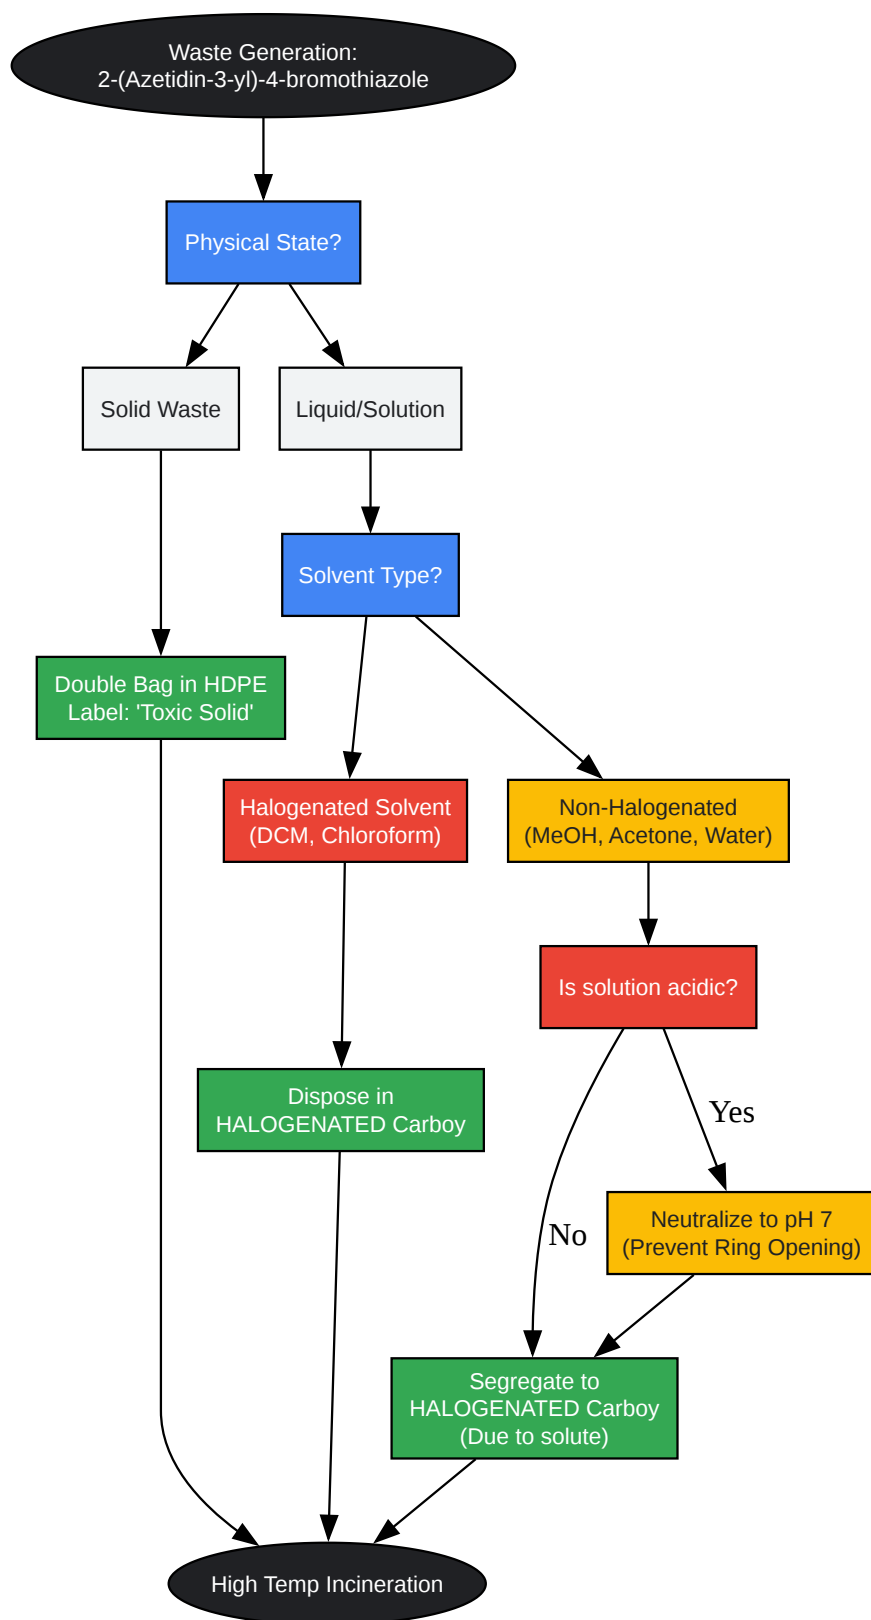 Waste Generation:
2-(Azetidin-3-yl)-4-bromothiazole
Physical State?
Solid Waste
Liquid/Solution
Solvent Type?
Double Bag in HDPE
Label: 'Toxic Solid'
Halogenated Solvent
(DCM, Chloroform)
Non-Halogenated
(MeOH, Acetone, Water)
Is solution acidic?
Dispose in
HALOGENATED Carboy
Yes
No
Neutralize to pH 7
(Prevent Ring Opening)
Segregate to
HALOGENATED Carboy
(Due to solute)
High Temp Incineration